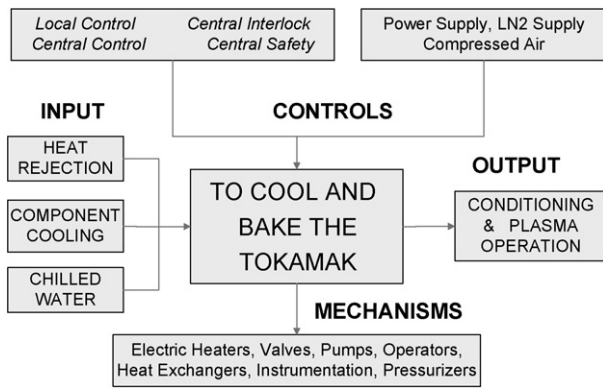 Local Control Central Interlock
Central Control Central Safety
Power Supply, LN2 Supply
Compressed Air
INPUT
CONTROLS
HEAT
REJECTION
COMPONENT
COOLING
CHILLED
WATER
TO COOL AND
BAKE THE
TOKAMAK
OUTPUT
CONDITIONING
& PLASMA
OPERATION
MECHANISMS
Electric Heaters, Valves, Pumps, Operators,
Heat Exchangers, Instrumentation, Pressurizers